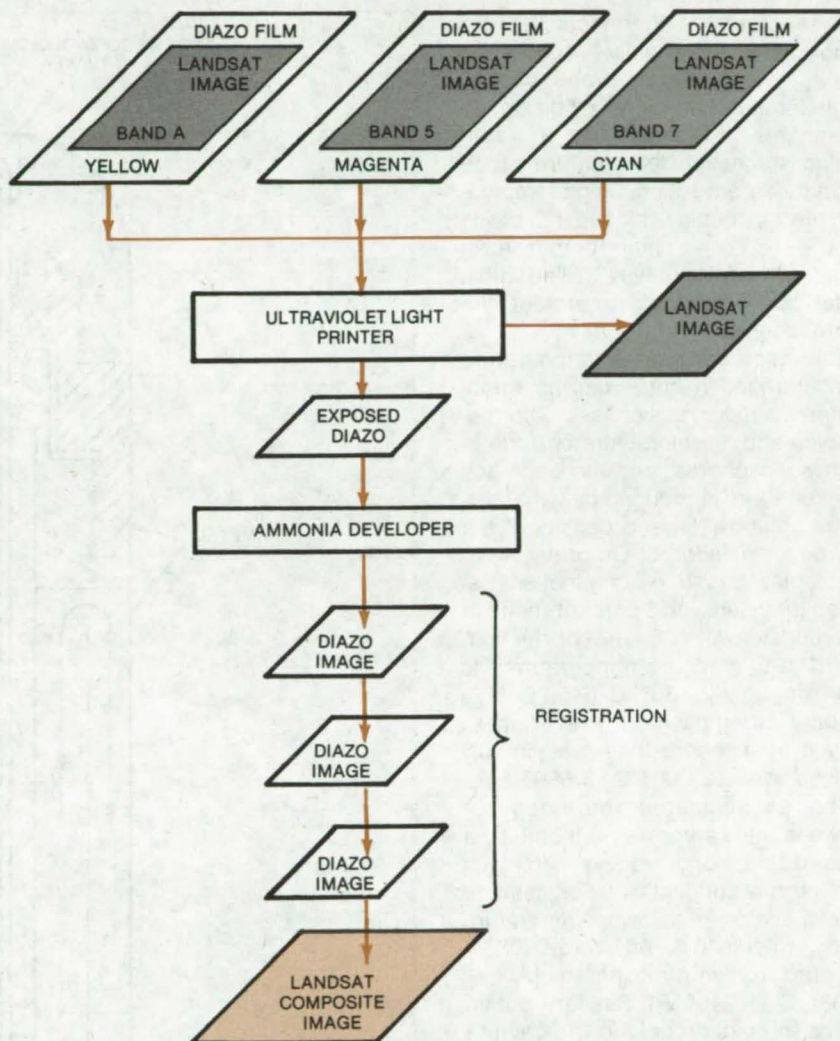 DIAZO FILM
LANDSAT
IMAGE
BAND A
YELLOW
DIAZO FILM
LANDSAT
IMAGE
BAND 5
MAGENTA
DIAZO FILM
LANDSAT
IMAGE
BAND 7
CYAN
ULTRAVIOLET LIGHT
PRINTER
LANDSAT
IMAGE
EXPOSED
DIAZO
AMMONIA DEVELOPER
DIAZO
IMAGE
DIAZO
IMAGE
DIAZO
IMAGE
REGISTRATION
LANDSAT
COMPOSITE
IMAGE